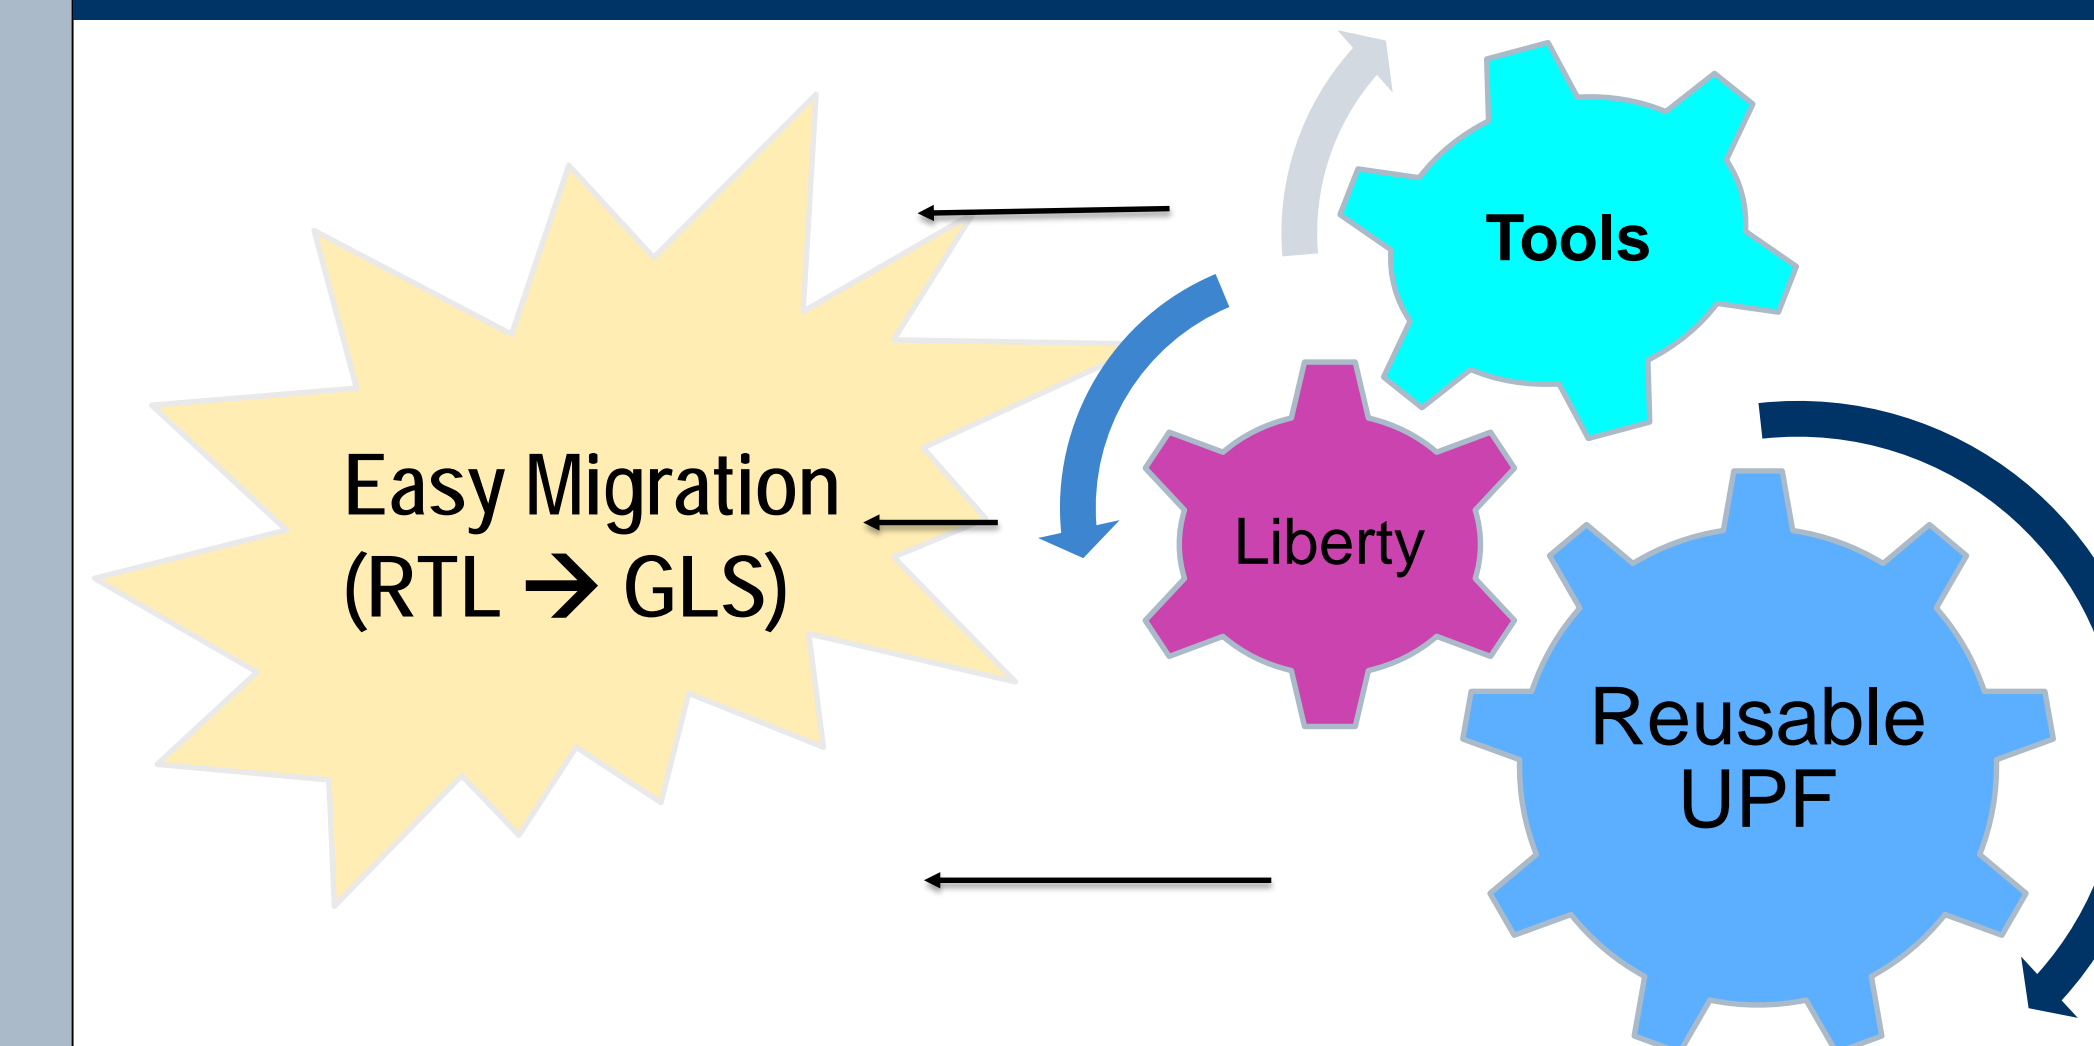 Tools
Easy Migration
(RTL → GLS)
Liberty
Reusable
UPF